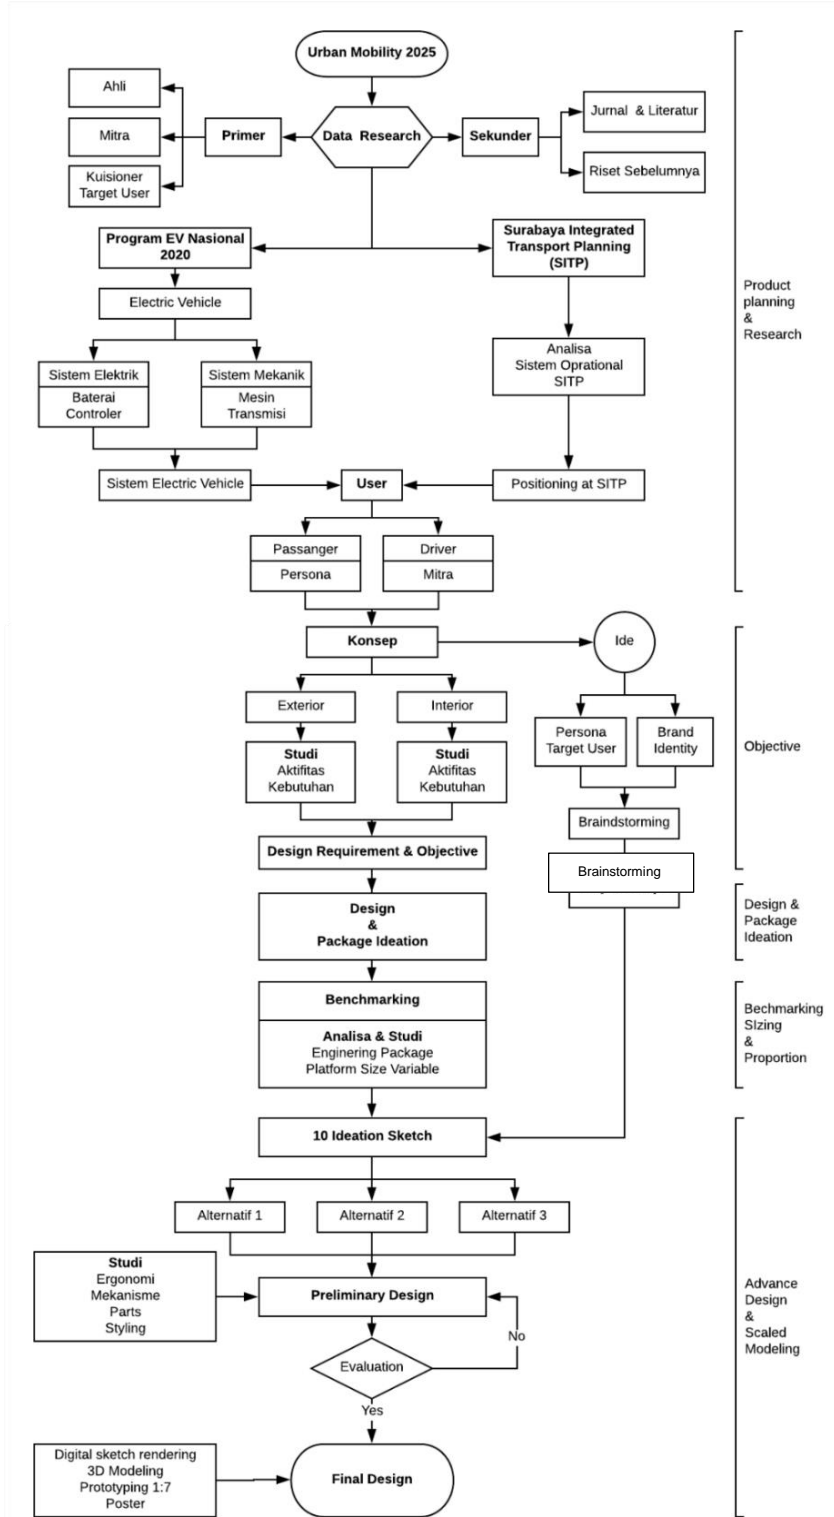 Urban Mobility 2025
Ahli
Mitra
Kuisioner
Target User
Primer
Data Research
Sekunder
Jurnal & Literatur
Riset Sebelumnya
Program EV Nasional
2020
Surabaya Integrated
Transport Planning
(SITP)
Product
planning
&
Research
Electric Vehicle
Analisa
Sistem Oprational
SITP
Sistem Elektrik
Baterai
Controler
Sistem Mekanik
Mesin
Transmisi
Sistem Electric Vehicle
User
Positioning at SITP
Passanger
Persona
Driver
Mitra
Konsep
Ide
Exterior
Interior
Persona
Target User
Brand
Identity
Objective
Studi
Aktifitas
Kebutuhan
Studi
Aktifitas
Kebutuhan
Braindstorming
Design Requirement & Objective
Brainstorming
Design
&
Package Ideation
Design &
Package
Ideation
Benchmarking
Analisa & Studi
Enginering Package
Platform Size Variable
Bechmarking
SIzing
&
Proportion
10 Ideation Sketch
Alternatif 1
Alternatif 2
Alternatif 3
Studi
Ergonomi
Mekanisme
Parts
Styling
Preliminary Design
Advance
Design
&
Scaled
Modeling
No
Evaluation
Yes
Digital sketch rendering
3D Modeling
Prototyping 1:7
Poster
Final Design